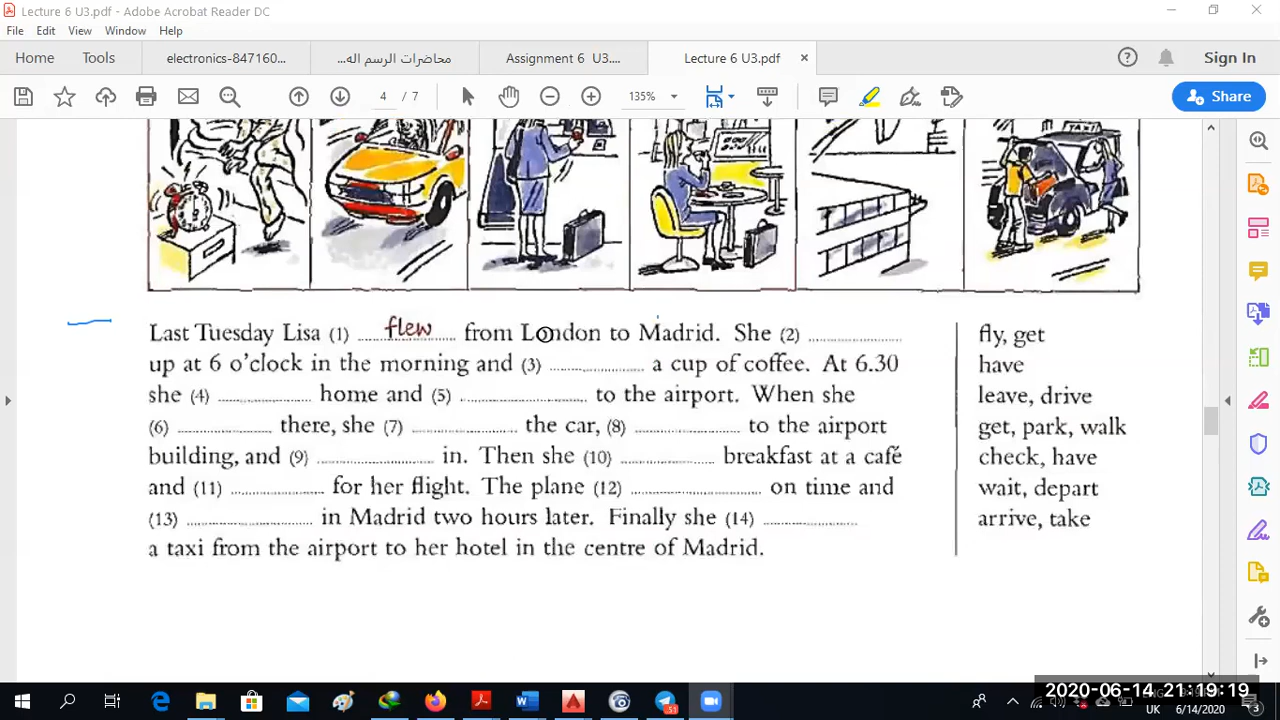 Lecture 6 U3.pdf - Adobe Acrobat Reader DC
File Edit View Window Help
Home Tools electronics-847160... محاضرات الرسم اله... Assignment 6 U3.... Lecture 6 U3.pdf × Sign In
4 / 7 135% Share
TAXI
Last Tuesday Lisa (1) flew from London to Madrid. She (2) .......... fly, get
up at 6 o'clock in the morning and (3) .......... a cup of coffee. At 6.30 have
she (4) .......... home and (5) .......... to the airport. When she leave, drive
(6) .......... there, she (7) .......... the car, (8) .......... to the airport get, park, walk
building, and (9) .......... in. Then she (10) .......... breakfast at a café check, have
and (11) .......... for her flight. The plane (12) .......... on time and wait, depart
(13) .......... in Madrid two hours later. Finally she (14) .......... arrive, take
a taxi from the airport to her hotel in the centre of Madrid.
2020-06-14 21:19:19
UK 6/14/2020